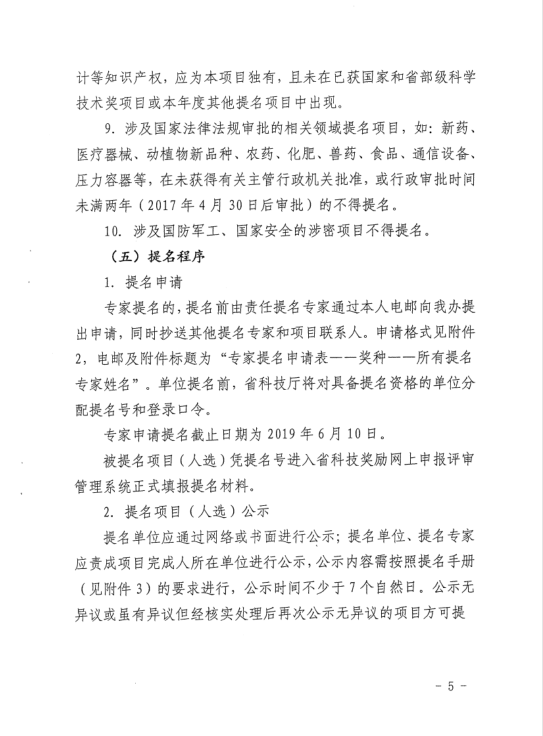 计等知识产权，应为本项目独有，且未在已获国家和省部级科学
技术奖项目或本年度其他提名项目中出现。
9. 涉及国家法律法规审批的相关领域提名项目，如：新药、
医疗器械、动植物新品种、农药、化肥、兽药、食品、通信设备、
压力容器等，在未获得有关主管行政机关批准，或行政审批时间
未满两年（2017 年 4 月 30 日后审批）的不得提名。
10. 涉及国防军工、国家安全的涉密项目不得提名。
（五）提名程序
1. 提名申请
专家提名的，提名前由责任提名专家通过本人电邮向我办提
出申请，同时抄送其他提名专家和项目联系人。申请格式见附件
2，电邮及附件标题为“专家提名申请表——奖种——所有提名
专家姓名”。单位提名前，省科技厅将对具备提名资格的单位分
配提名号和登录口令。
专家申请提名截止日期为 2019 年 6 月 10 日。
被提名项目（人选）凭提名号进入省科技奖励网上申报评审
管理系统正式填报提名材料。
2. 提名项目（人选）公示
提名单位应通过网络或书面进行公示；提名单位、提名专家
应责成项目完成人所在单位进行公示，公示内容需按照提名手册
（见附件 3）的要求进行，公示时间不少于 7 个自然日。公示无
异议或虽有异议但经核实处理后再次公示无异议的项目方可提
- 5 -